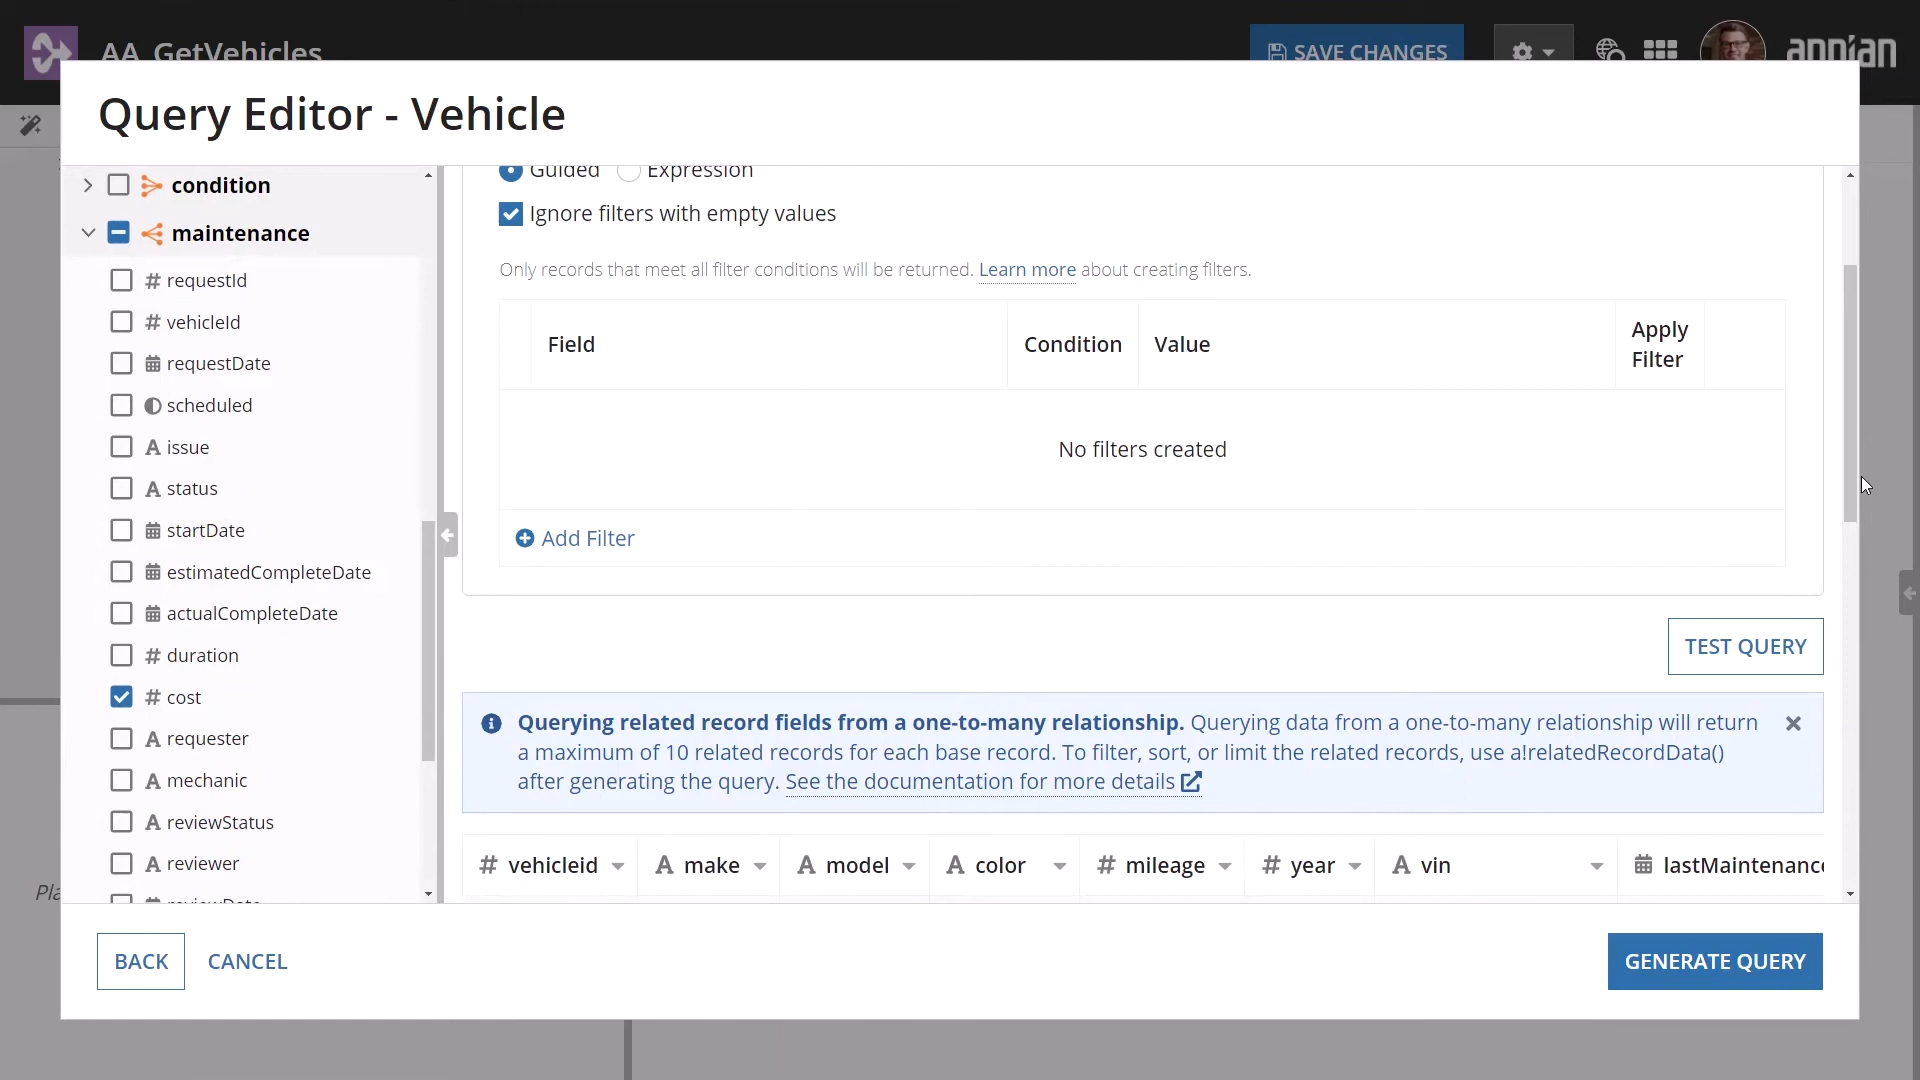 AA_GetVehicles
SAVE CHANGES
appian
Query Editor - Vehicle
condition
maintenance
requestId
vehicleId
requestDate
scheduled
issue
status
startDate
estimatedCompleteDate
actualCompleteDate
duration
cost
requester
mechanic
reviewStatus
reviewer
reviewDate
Guided Expression
Ignore filters with empty values
Only records that meet all filter conditions will be returned. Learn more about creating filters.
Field Condition Value Apply Filter
No filters created
Add Filter
TEST QUERY
Querying related record fields from a one-to-many relationship. Querying data from a one-to-many relationship will return
a maximum of 10 related records for each base record. To filter, sort, or limit the related records, use a!relatedRecordData()
after generating the query. See the documentation for more details
vehicleid make model color mileage year vin lastMaintenanc
Pla
BACK CANCEL GENERATE QUERY